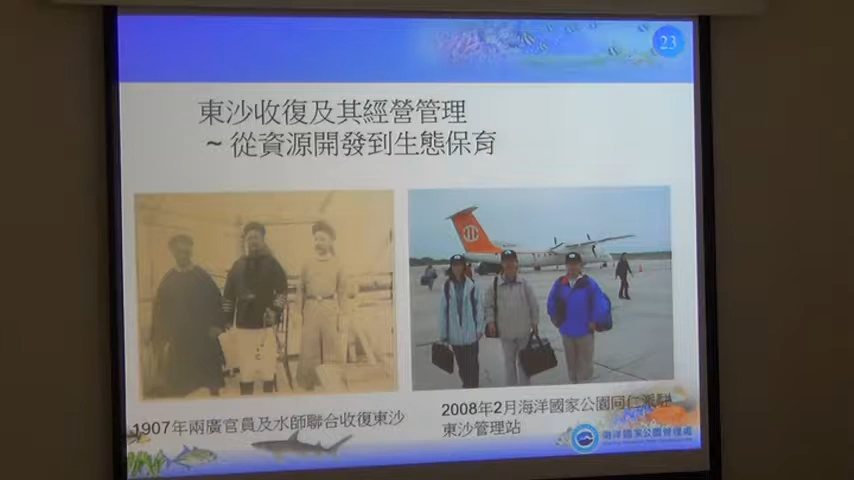 23
東沙收復及其經營管理
~ 從資源開發到生態保育
1907年兩廣官員及水師聯合收復東沙
2008年2月海洋國家公園同仁
東沙管理站
海洋國家公園管理處